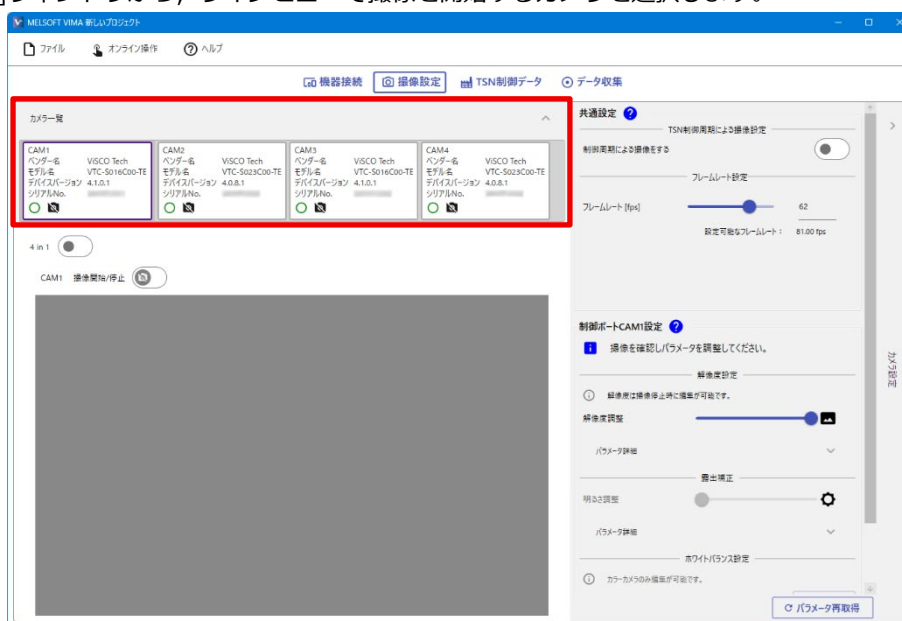 MELSOFT VIMA 新しいプロジェクト
ファイル オンライン操作 ヘルプ
機器接続 撮像設定 TSN制御データ データ収集
カメラ一覧
CAM1
ベンダー名 ViSCO Tech
モデル名 VTC-S016C00-TE
デバイスバージョン 4.1.0.1
シリアルNo.
CAM2
ベンダー名 ViSCO Tech
モデル名 VTC-S023C00-TE
デバイスバージョン 4.0.8.1
シリアルNo.
CAM3
ベンダー名 ViSCO Tech
モデル名 VTC-S016C00-TE
デバイスバージョン 4.1.0.1
シリアルNo.
CAM4
ベンダー名 ViSCO Tech
モデル名 VTC-S023C00-TE
デバイスバージョン 4.0.8.1
シリアルNo.
4 in 1
CAM1 撮像開始/停止
共通設定
TSN制御周期による撮像設定
制御周期による撮像をする
フレームレート設定
フレームレート [fps] 62
設定可能なフレームレート： 81.00 fps
制御ポートCAM1設定
撮像を確認しパラメータを調整してください。
解像度設定
解像度は撮像停止時に編集が可能です。
解像度調整
パラメータ詳細
露出補正
明るさ調整
パラメータ詳細
ホワイトバランス設定
カラーカメラのみ編集が可能です。
パラメータ再取得
カメラ設定